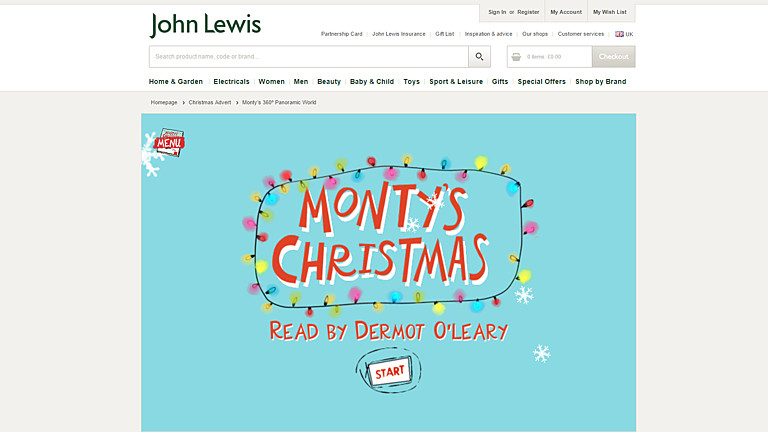 Sign In or Register My Account My Wish List
John Lewis
Partnership Card John Lewis Insurance Gift List Inspiration & advice Our shops Customer services UK
Search product name, code or brand...
0 items: £0.00 Checkout
Home & Garden Electricals Women Men Beauty Baby & Child Toys Sport & Leisure Gifts Special Offers Shop by Brand
Homepage > Christmas Advert > Monty's 360º Panoramic World
MENU
MONTY'S
CHRISTMAS
READ BY DERMOT O'LEARY
START